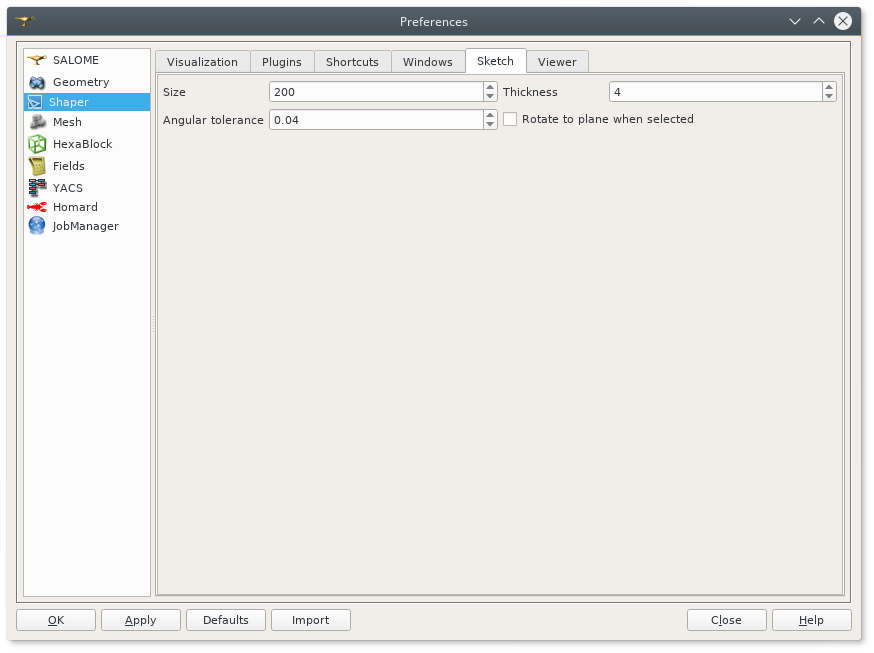 Preferences
SALOME
Geometry
Shaper
Mesh
HexaBlock
Fields
YACS
Homard
JobManager
Visualization Plugins Shortcuts Windows Sketch Viewer
Size 200 Thickness 4
Angular tolerance 0.04 Rotate to plane when selected
OK Apply Defaults Import Close Help